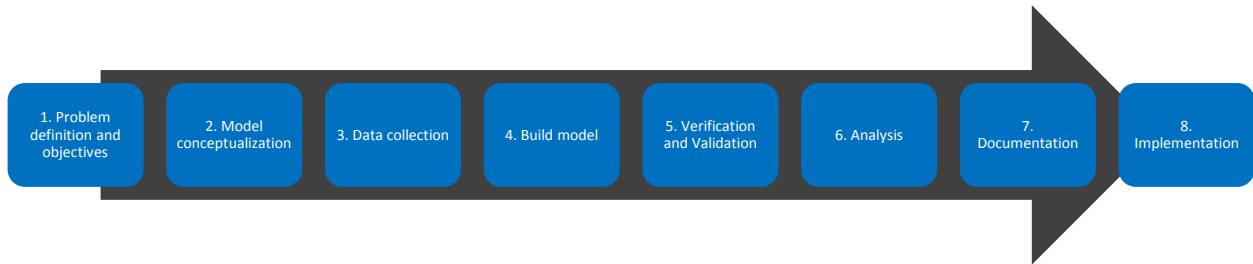 1. Problem
definition and
objectives
2. Model
conceptualization
3. Data collection
4. Build model
5. Verification
and Validation
6. Analysis
7.
Documentation
8.
Implementation